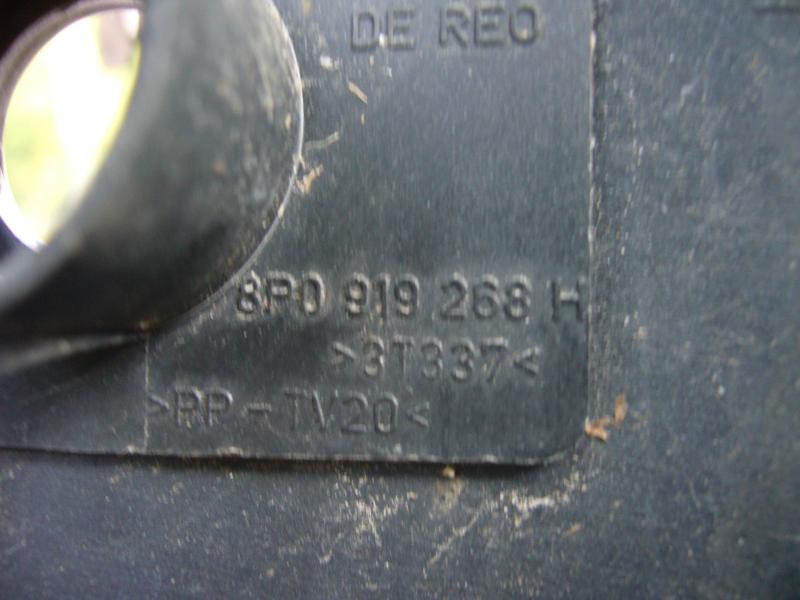 DE REO
8P0 919 268 H
>3T337<
>PP-TV20<